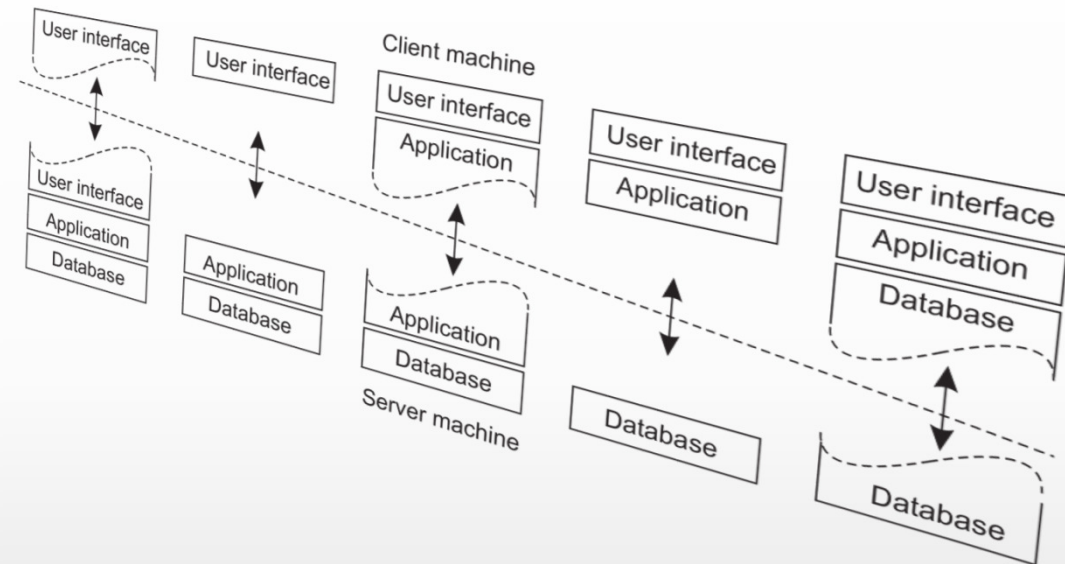 User interface
User interface
Application
Database
User interface
Application
Database
Client machine
User interface
Application
Application
Database
Server machine
User interface
Application
Database
User interface
Application
Database
Database